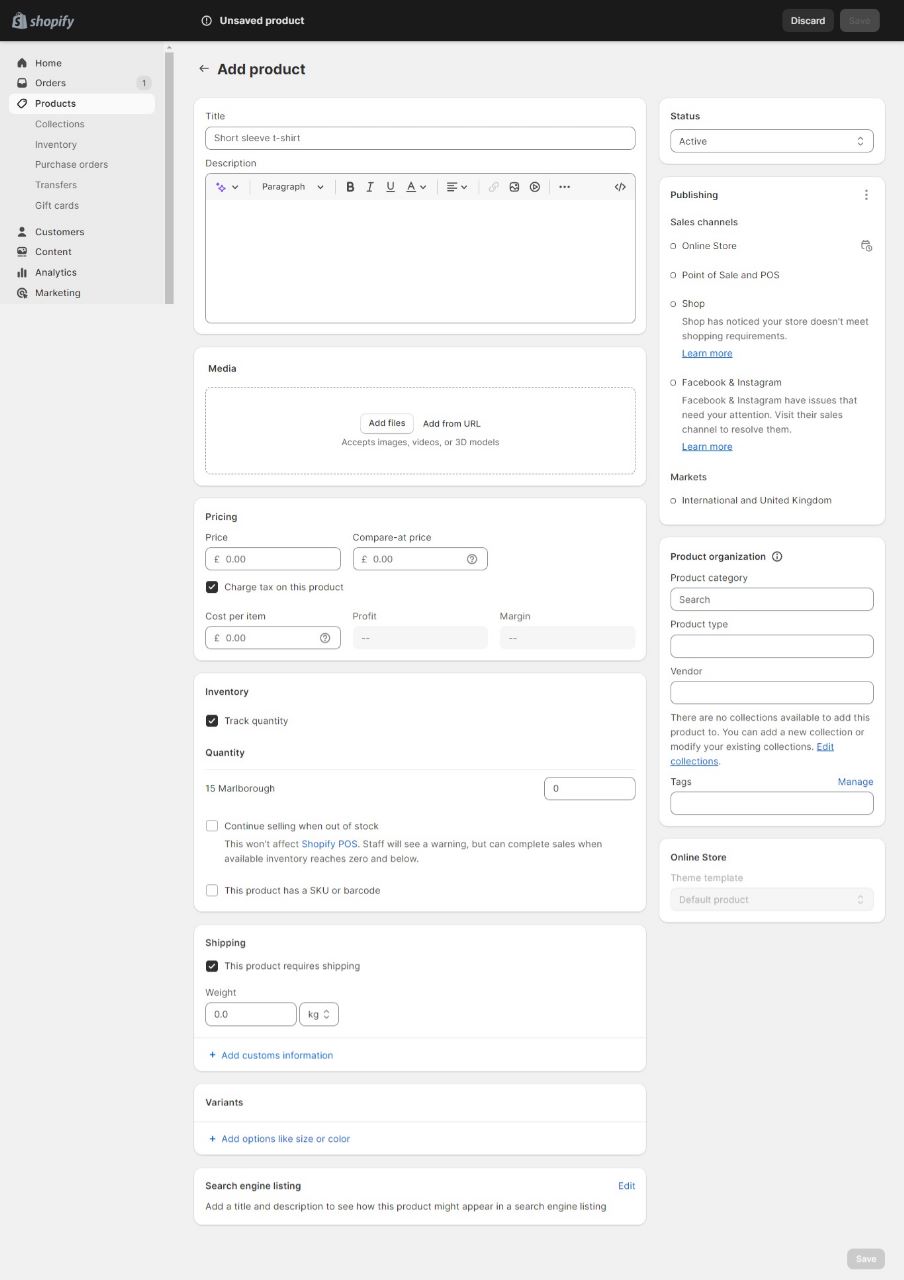 shopify
Unsaved product
Discard
Save
Home
Orders
1
Products
Collections
Inventory
Purchase orders
Transfers
Gift cards
Customers
Content
Analytics
Marketing
Add product
Title
Short sleeve t-shirt
Description
Paragraph
B I U A
Media
Add files
Add from URL
Accepts images, videos, or 3D models
Pricing
Price
Compare-at price
£ 0.00
£ 0.00
Charge tax on this product
Cost per item
Profit
Margin
£ 0.00
--
--
Inventory
Track quantity
Quantity
15 Marlborough
0
Continue selling when out of stock
This won't affect Shopify POS. Staff will see a warning, but can complete sales when
available inventory reaches zero and below.
This product has a SKU or barcode
Shipping
This product requires shipping
Weight
0.0
kg
+ Add customs information
Variants
+ Add options like size or color
Search engine listing
Edit
Add a title and description to see how this product might appear in a search engine listing
Status
Active
Publishing
Sales channels
Online Store
Point of Sale and POS
Shop
Shop has noticed your store doesn't meet
shopping requirements.
Learn more
Facebook & Instagram
Facebook & Instagram have issues that
need your attention. Visit their sales
channel to resolve them.
Learn more
Markets
International and United Kingdom
Product organization
Product category
Search
Product type
Vendor
There are no collections available to add this
product to. You can add a new collection or
modify your existing collections. Edit
collections.
Tags
Manage
Online Store
Theme template
Default product
Save